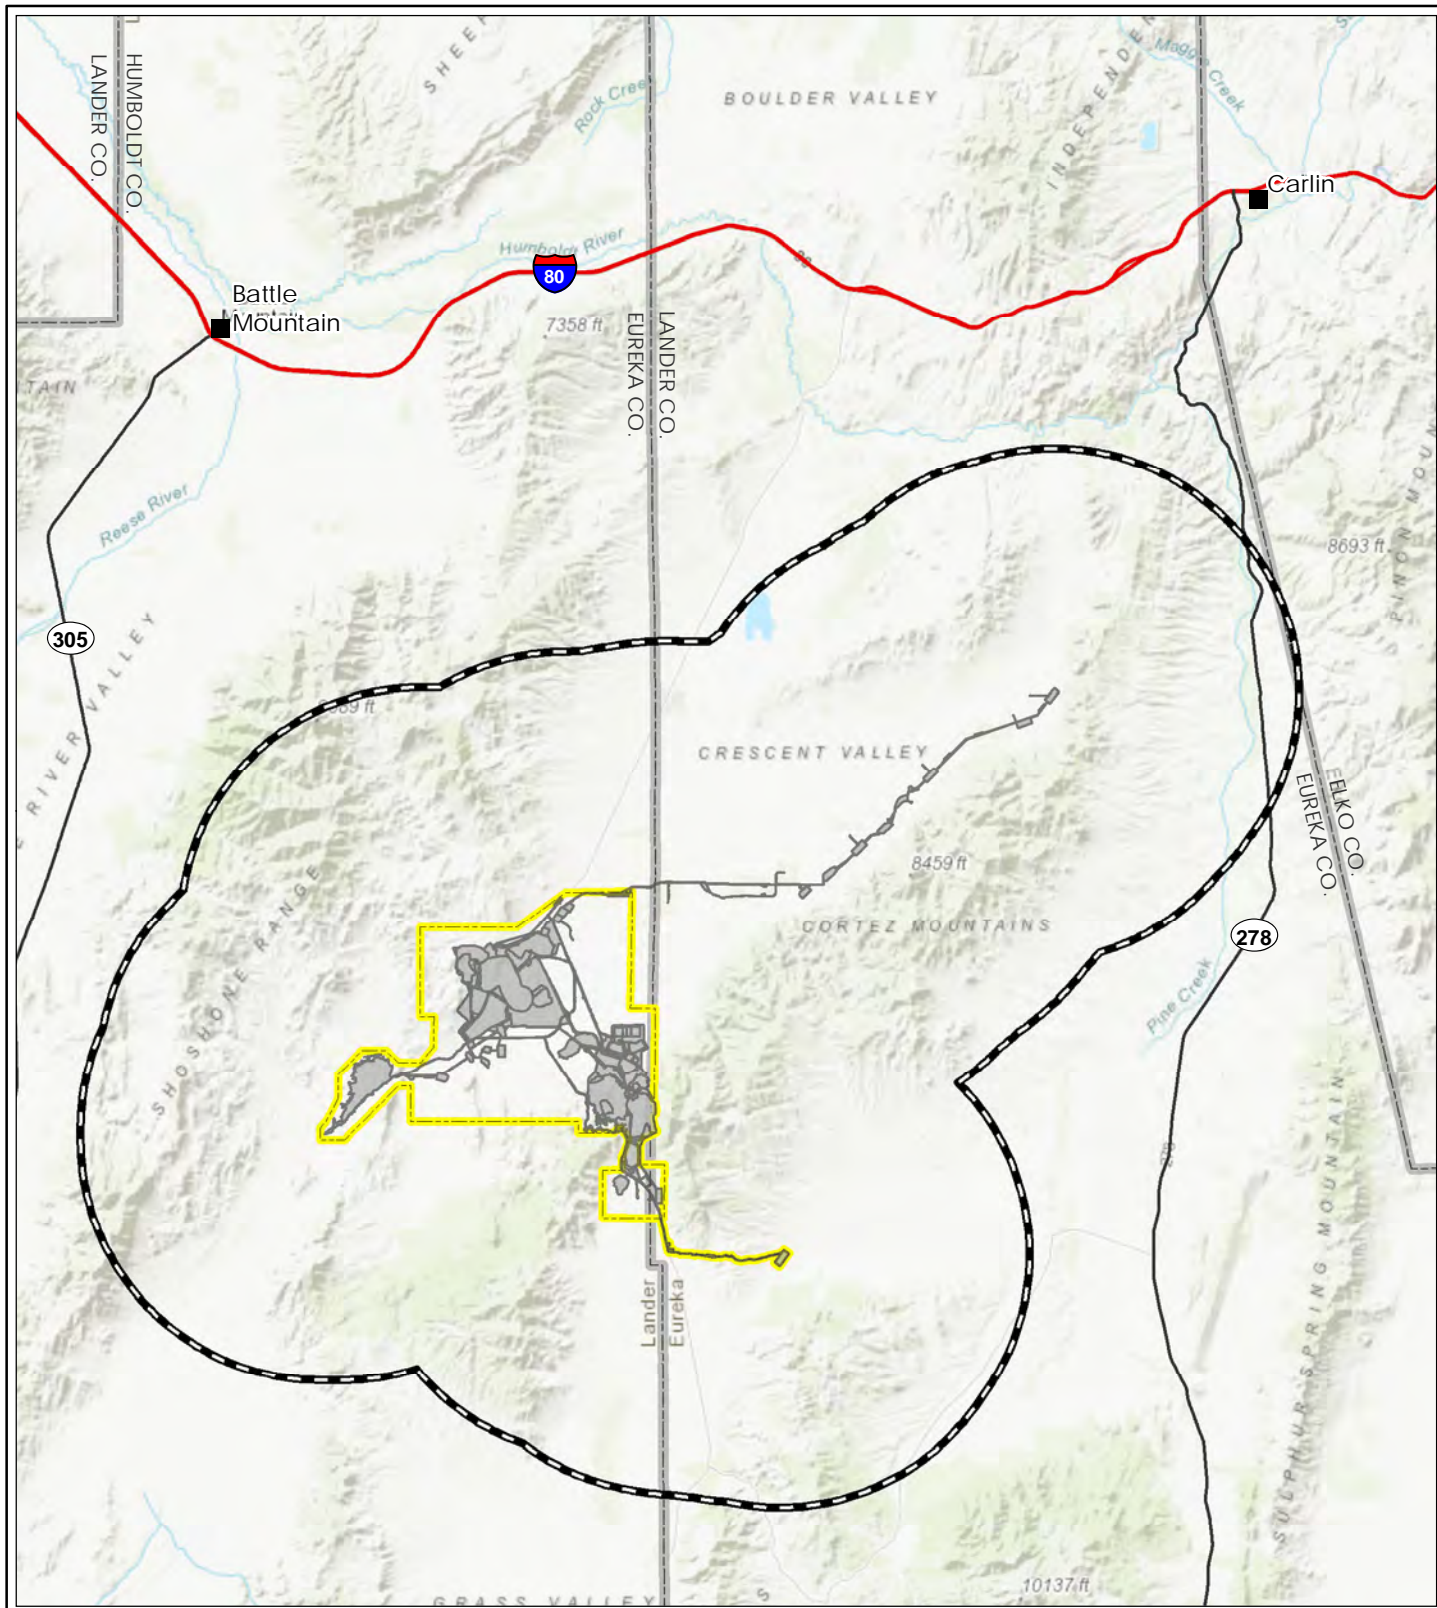 HUMBOLDT CO.
LANDER CO.
Rock Creek
BOULDER VALLEY
Maggie Creek
Carlin
Humboldt River
80
80
Battle
Mountain
7358 ft
LANDER CO.
EUREKA CO.
Reese River
8693 ft
305
RIVER VALLEY
CRESCENT VALLEY
ELKO CO.
EUREKA CO.
8459 ft
SHOSHONE RANGE
CORTEZ MOUNTAINS
278
Pine Creek
278
Lander
Eureka
SULPHUR SPRING MOUNTAIN
10137 ft
GRASS VALLEY